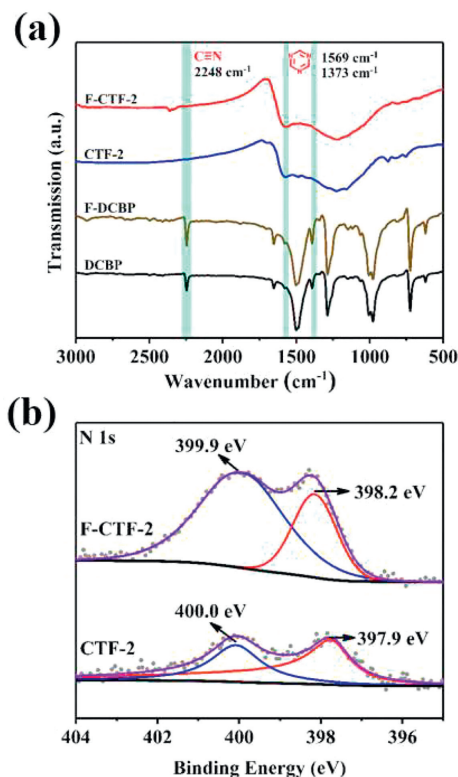 (a)
C≡N
2248 cm⁻¹
N N N
1569 cm⁻¹
1373 cm⁻¹
F-CTF-2
CTF-2
F-DCBP
DCBP
Transmission (a.u.)
3000 2500 2000 1500 1000 500
Wavenumber (cm⁻¹)
(b)
N 1s
399.9 eV
398.2 eV
F-CTF-2
400.0 eV
397.9 eV
CTF-2
404 402 400 398 396
Binding Energy (eV)